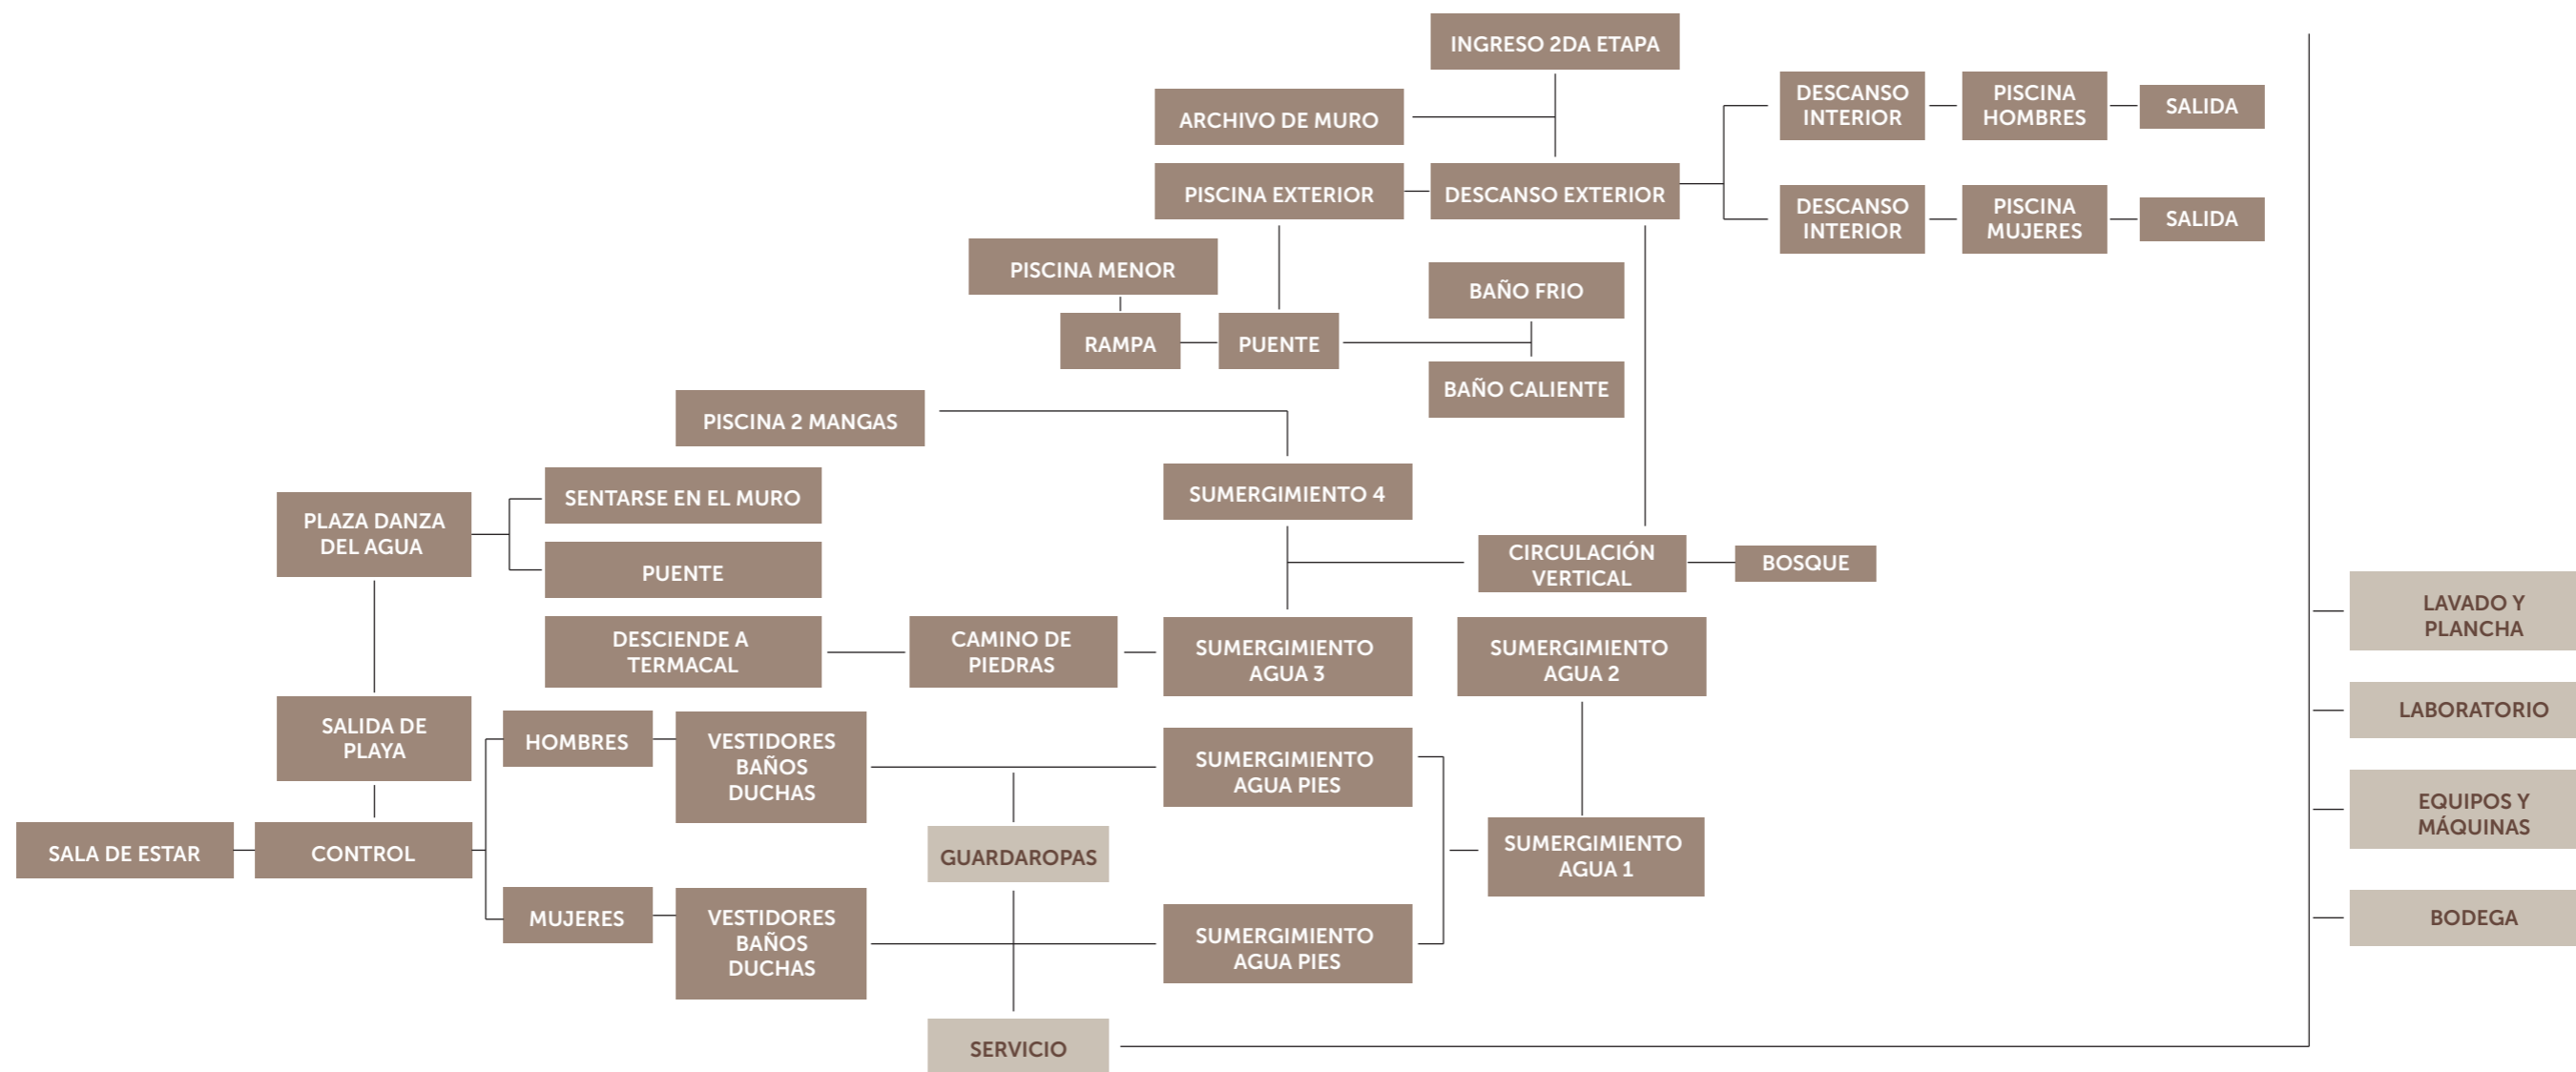 INGRESO 2DA ETAPA
ARCHIVO DE MURO
DESCANSO
INTERIOR
PISCINA
HOMBRES
SALIDA
PISCINA EXTERIOR
DESCANSO EXTERIOR
DESCANSO
INTERIOR
PISCINA
MUJERES
SALIDA
PISCINA MENOR
BAÑO FRIO
RAMPA
PUENTE
BAÑO CALIENTE
PISCINA 2 MANGAS
SENTARSE EN EL MURO
SUMERGIMIENTO 4
PLAZA DANZA
DEL AGUA
PUENTE
CIRCULACIÓN
VERTICAL
BOSQUE
DESCIENDE A
TERMACAL
CAMINO DE
PIEDRAS
SUMERGIMIENTO
AGUA 3
SUMERGIMIENTO
AGUA 2
LAVADO Y
PLANCHA
LABORATORIO
SALIDA DE
PLAYA
HOMBRES
VESTIDORES
BAÑOS
DUCHAS
SUMERGIMIENTO
AGUA PIES
EQUIPOS Y
MÁQUINAS
SALA DE ESTAR
CONTROL
GUARDAROPAS
SUMERGIMIENTO
AGUA 1
MUJERES
VESTIDORES
BAÑOS
DUCHAS
SUMERGIMIENTO
AGUA PIES
BODEGA
SERVICIO